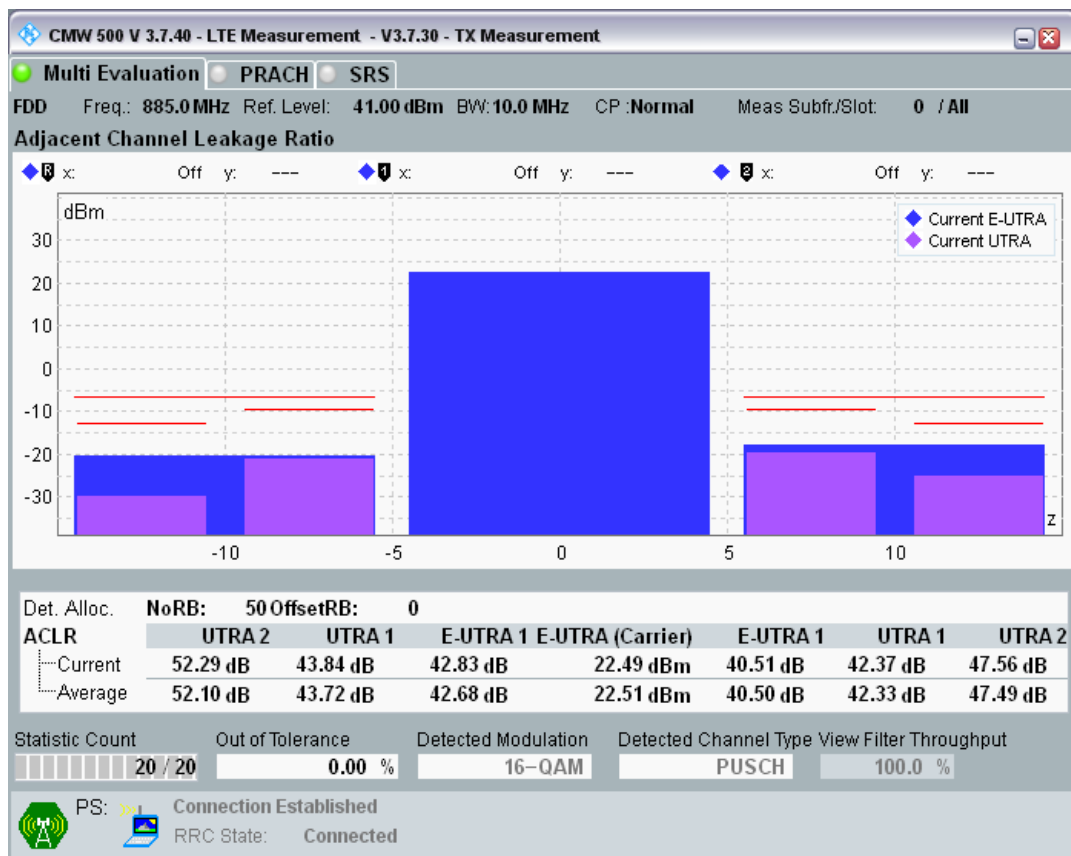 CMW 500 V 3.7.40 - LTE Measurement - V3.7.30 - TX Measurement
Multi Evaluation PRACH SRS
FDD Freq.: 885.0 MHz Ref. Level: 41.00 dBm BW: 10.0 MHz CP :Normal Meas Subfr./Slot: 0 / All
Adjacent Channel Leakage Ratio
R x: Off y: --- 1 x: Off y: --- 2 x: Off y: ---
dBm
Current E-UTRA
Current UTRA
30
20
10
0
-10
-20
-30
z
-10 -5 0 5 10
Det. Alloc. NoRB: 50 OffsetRB: 0
ACLR UTRA 2 UTRA 1 E-UTRA 1 E-UTRA (Carrier) E-UTRA 1 UTRA 1 UTRA 2
Current 52.29 dB 43.84 dB 42.83 dB 22.49 dBm 40.51 dB 42.37 dB 47.56 dB
Average 52.10 dB 43.72 dB 42.68 dB 22.51 dBm 40.50 dB 42.33 dB 47.49 dB
Statistic Count Out of Tolerance Detected Modulation Detected Channel Type View Filter Throughput
20 / 20 0.00 % 16-QAM PUSCH 100.0 %
PS: Connection Established
RRC State: Connected